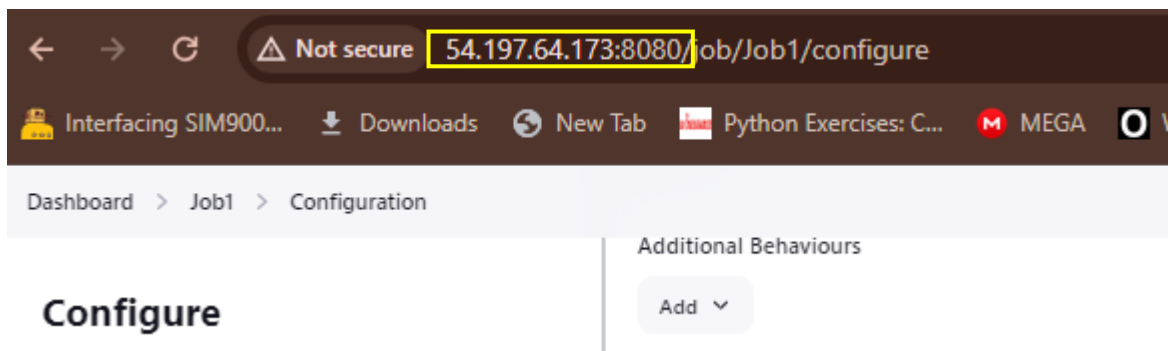 Not secure 54.197.64.173:8080/job/Job1/configure
Interfacing SIM900... Downloads New Tab Python Exercises: C... MEGA
Dashboard > Job1 > Configuration
Additional Behaviours
Configure
Add